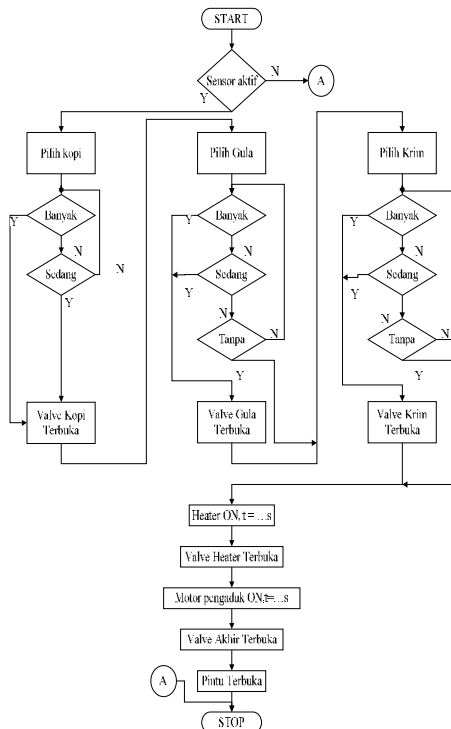 START
Sensor aktif
N
A
Y
Pilih kopi
Pilih Gula
Pilih Krim
Banyak
Y
N
Sedang
N
Y
Banyak
Y
N
Sedang
Y
N
Tanpa
N
Y
Banyak
Y
N
Sedang
Y
N
Tanpa
N
Y
Valve Kopi
Terbuka
Valve Gula
Terbuka
Valve Krim
Terbuka
Heater ON, t = ...s
Valve Heater Terbuka
Motor pengaduk ON,t=...s
Valve Akhir Terbuka
A
Pintu Terbuka
STOP